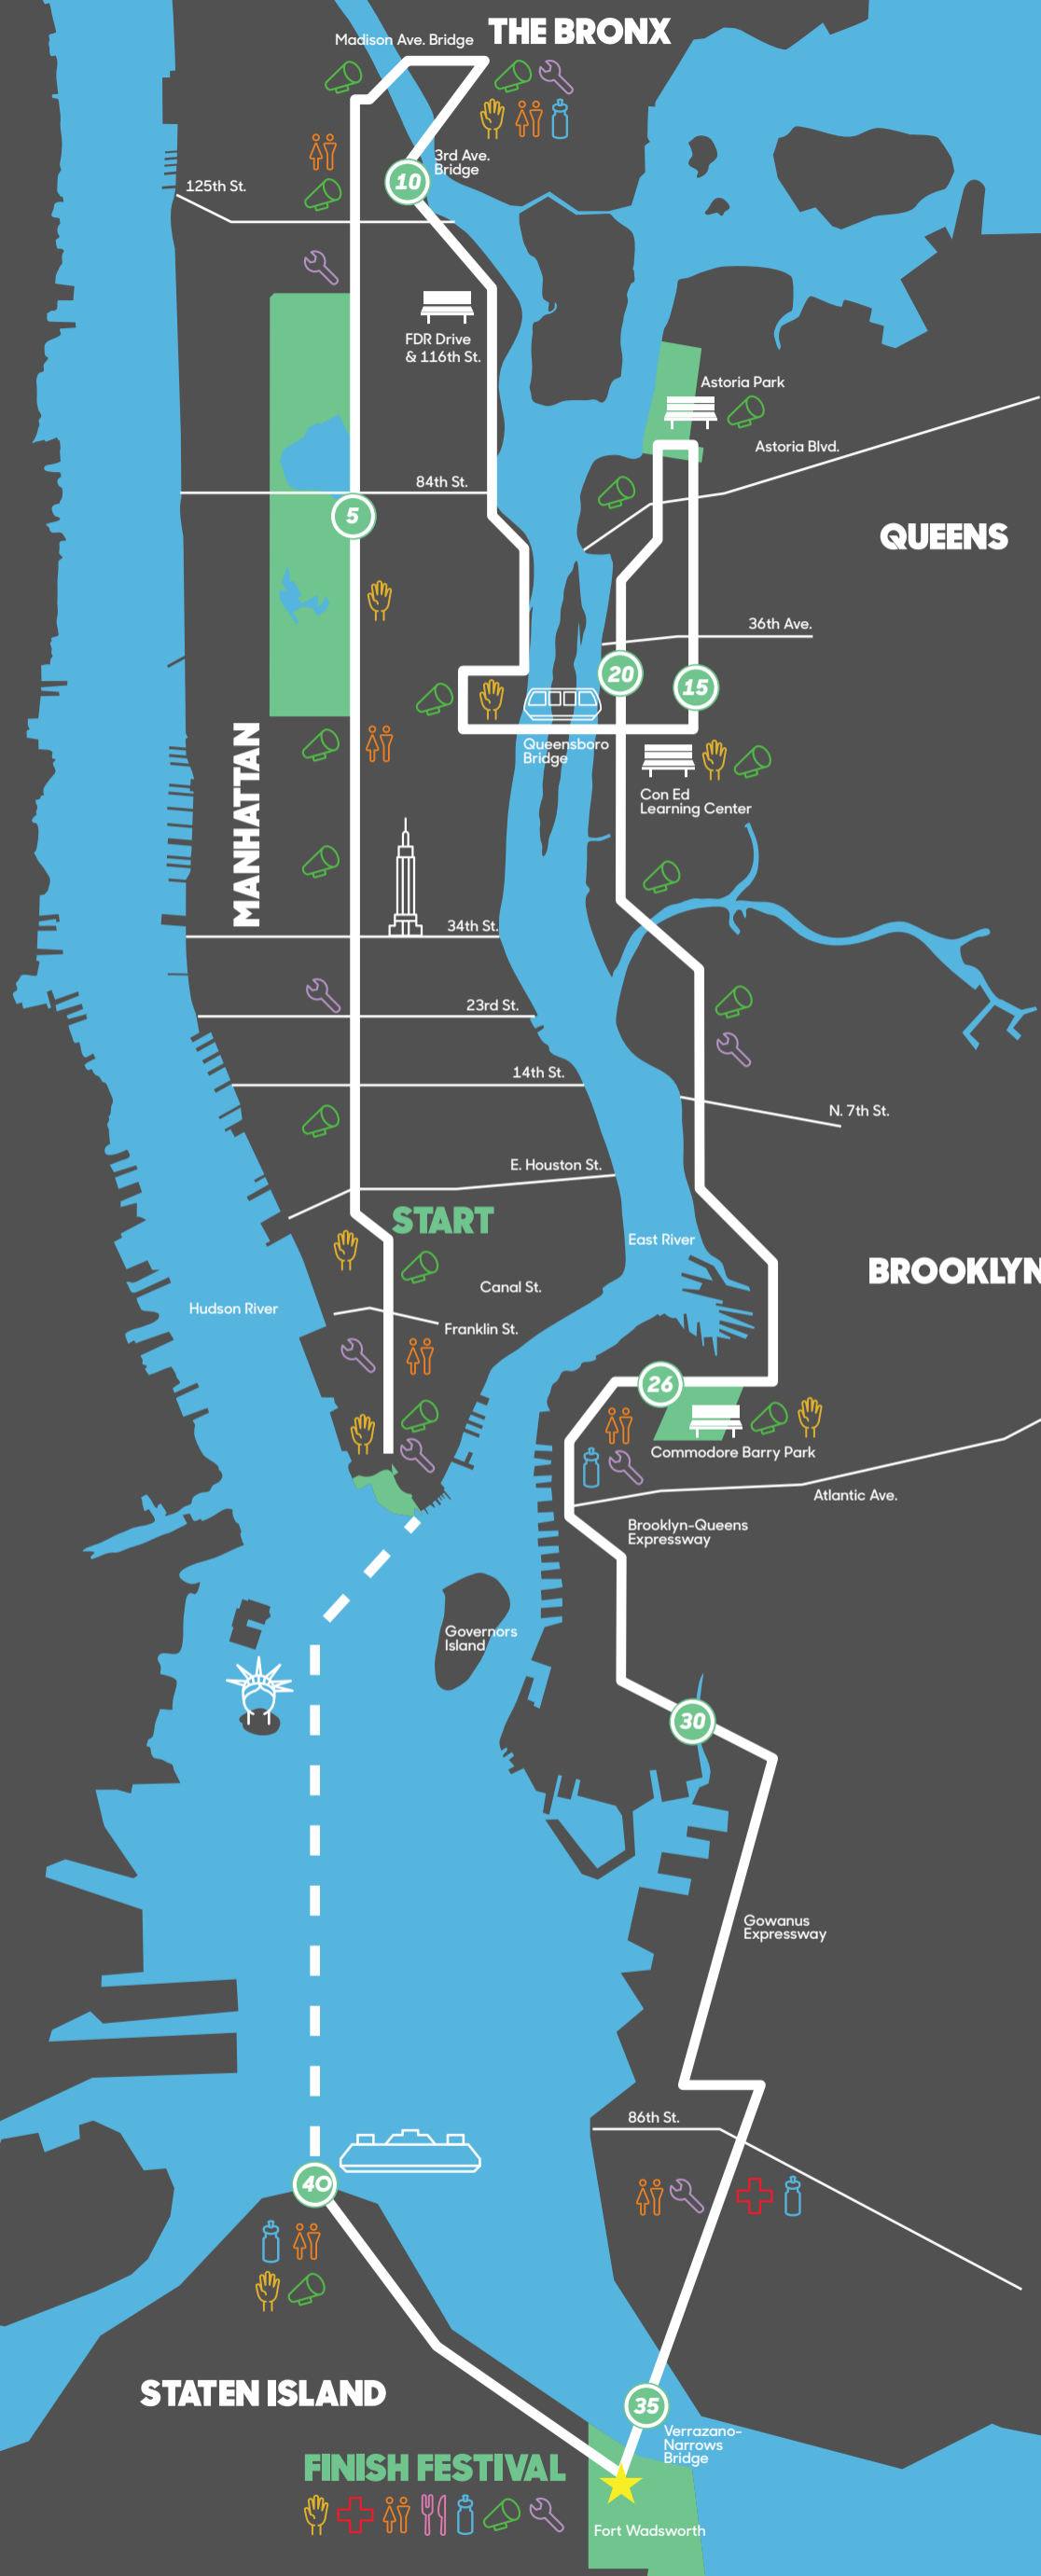 THE BRONX
Madison Ave. Bridge
3rd Ave.
Bridge
10
125th St.
FDR Drive
& 116th St.
Astoria Park
Astoria Blvd.
84th St.
5
QUEENS
36th Ave.
20
15
MANHATTAN
Queensboro
Bridge
Con Ed
Learning Center
34th St.
23rd St.
14th St.
N. 7th St.
E. Houston St.
START
East River
BROOKLYN
Canal St.
Hudson River
Franklin St.
26
Commodore Barry Park
Atlantic Ave.
Brooklyn-Queens
Expressway
Governors
Island
30
Gowanus
Expressway
86th St.
40
STATEN ISLAND
35
Verrazano-
Narrows
Bridge
FINISH FESTIVAL
Fort Wadsworth